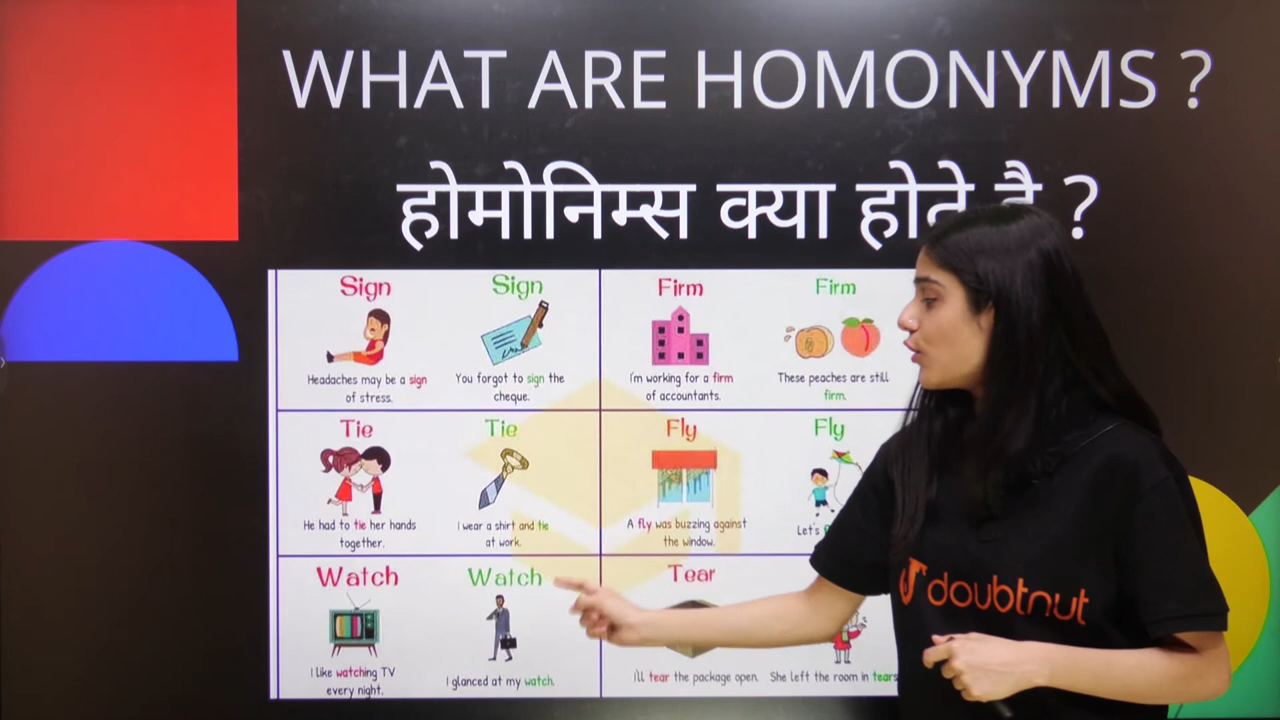 WHAT ARE HOMONYMS ?
होमोनिम्स क्या होते है ?
Sign
Headaches may be a sign
of stress.
Sign
You forgot to sign the
cheque.
Firm
I'm working for a firm
of accountants.
Firm
These peaches are still
firm.
Tie
He had to tie her hands
together.
Tie
I wear a shirt and tie
at work.
Fly
A fly was buzzing against
the window.
Fly
Let's
Watch
I like watching TV
every night.
Watch
I glanced at my watch.
Tear
I'll tear the package open.
She left the room in tears
doubtnut